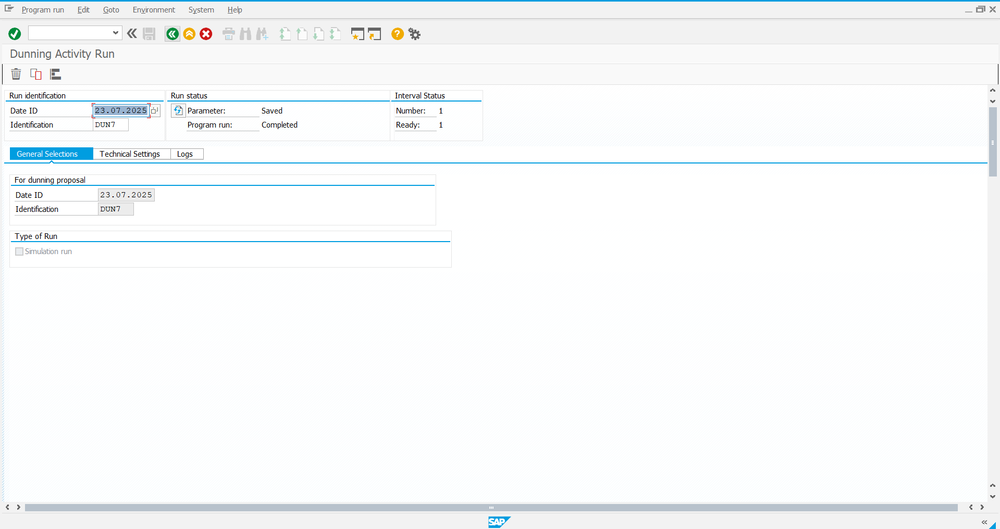 Program run Edit Goto Environment System Help
Dunning Activity Run
Run identification Run status Interval Status
Date ID 23.07.2025 Parameter: Saved Number: 1
Identification DUN7 Program run: Completed Ready: 1
General Selections Technical Settings Logs
For dunning proposal
Date ID 23.07.2025
Identification DUN7
Type of Run
Simulation run
SAP